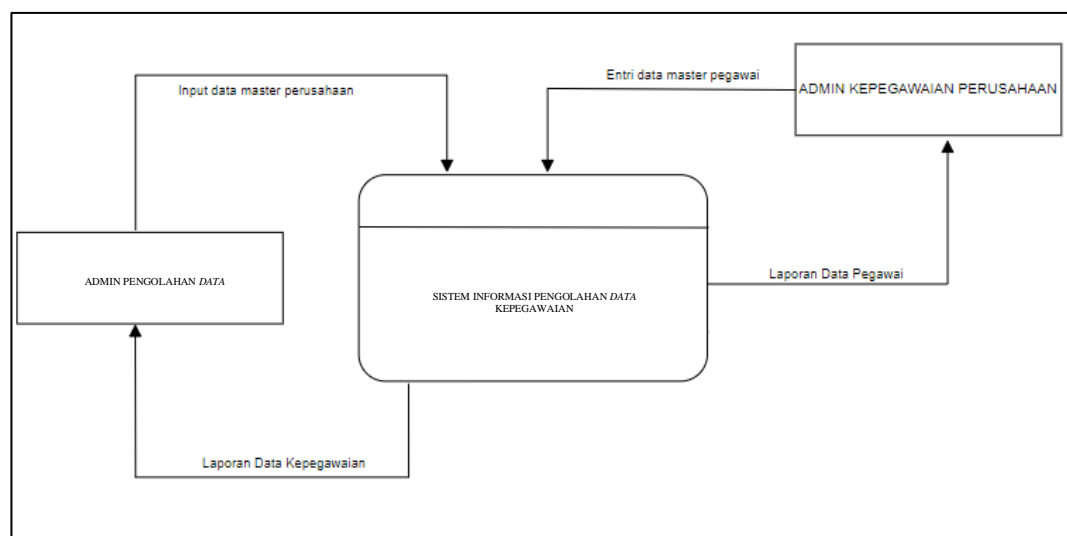 Entri data master pegawai
Input data master perusahaan
ADMIN KEPEGAWAIAN PERUSAHAAN
ADMIN PENGOLAHAN DATA
SISTEM INFORMASI PENGOLAHAN DATA
KEPEGAWAIAN
Laporan Data Pegawai
Laporan Data Kepegawaian